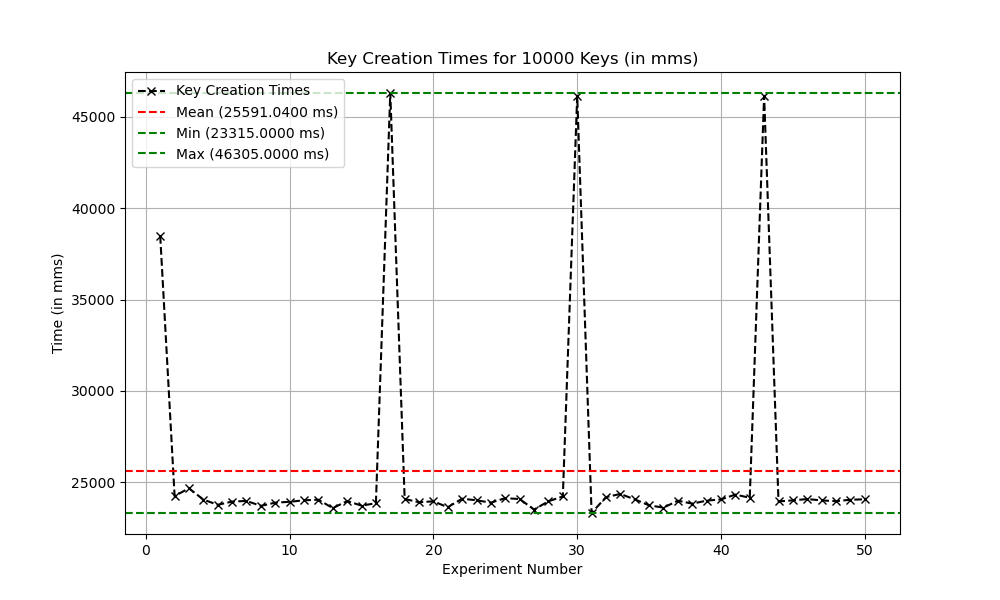 Key Creation Times for 10000 Keys (in mms)
Key Creation Times
Mean (25591.0400 ms)
Min (23315.0000 ms)
Max (46305.0000 ms)
45000
40000
35000
30000
25000
Time (in mms)
0 10 20 30 40 50
Experiment Number